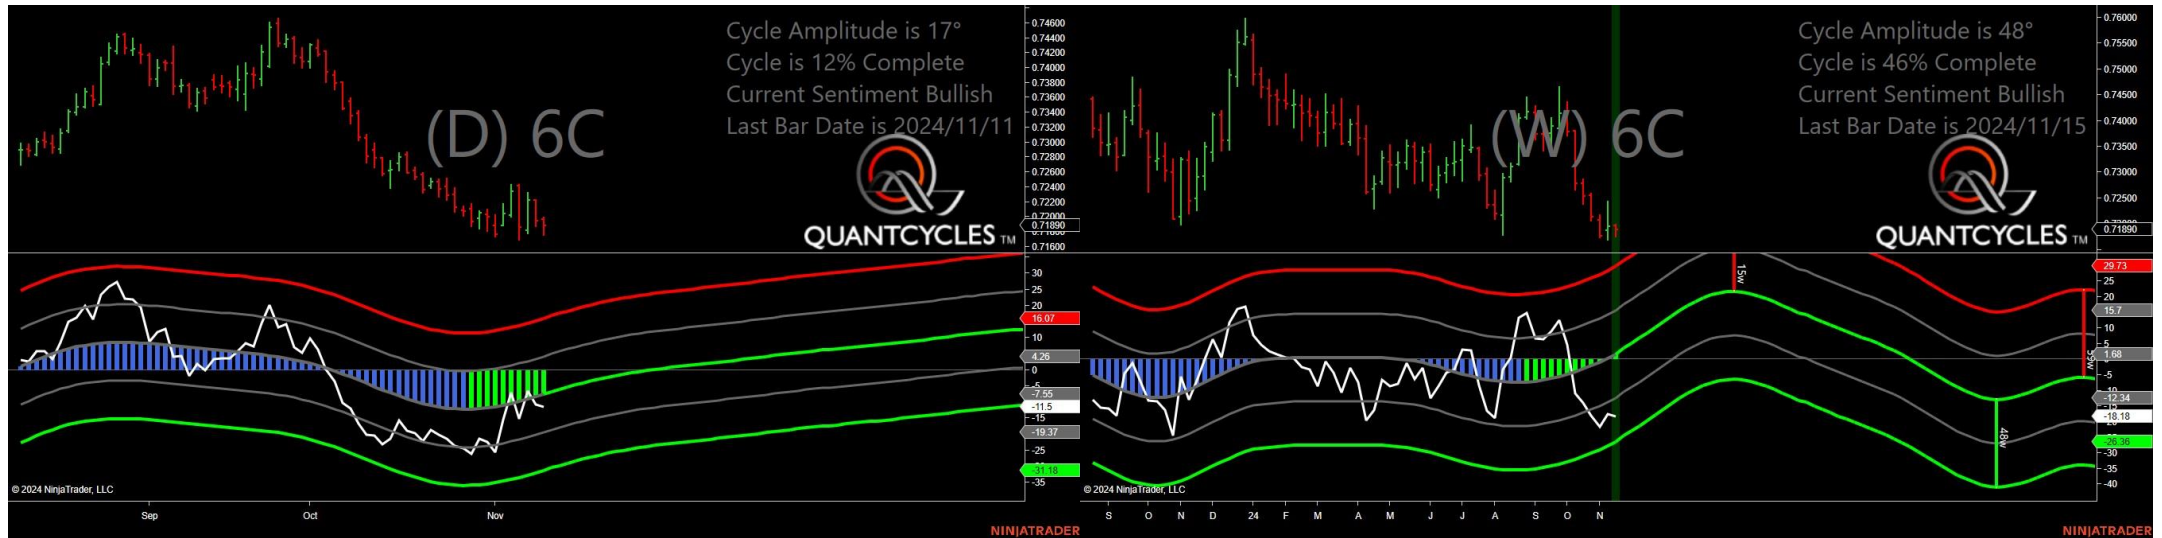 Cycle Amplitude is 17°
Cycle is 12% Complete
Current Sentiment Bullish
Last Bar Date is 2024/11/11
(D) 6C
QUANTCYCLES TM
0.74600
0.74400
0.74200
0.74000
0.73800
0.73600
0.73400
0.73200
0.73000
0.72800
0.72600
0.72400
0.72200
0.72000
0.71890
0.71600
30
25
20
16.07
10
4.26
0
-5
-7.55
-11.5
-15
-19.37
-25
-31.18
-35
© 2024 NinjaTrader, LLC
Sep Oct Nov
NINJATRADER
Cycle Amplitude is 48°
Cycle is 46% Complete
Current Sentiment Bullish
Last Bar Date is 2024/11/15
(W) 6C
QUANTCYCLES TM
0.76000
0.75500
0.75000
0.74500
0.74000
0.73500
0.73000
0.72500
0.71890
15w
59w
48w
29.73
25
20
15.7
10
5
1.68
-5
-10
-12.34
-18.18
-26.36
-30
-35
-40
© 2024 NinjaTrader, LLC
S O N D 24 F M A M J J A S O N
NINJATRADER